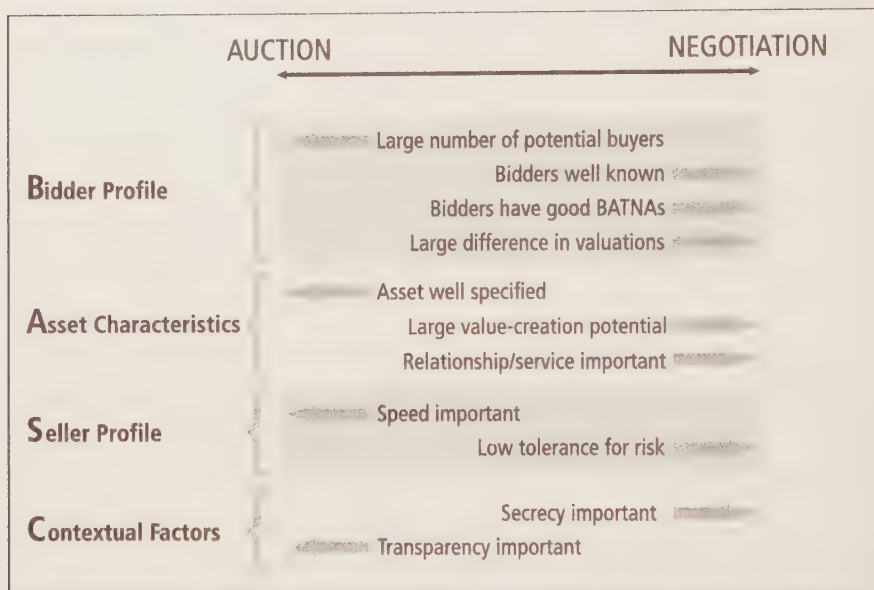 AUCTION NEGOTIATION
Bidder Profile
Large number of potential buyers
Bidders well known
Bidders have good BATNAs
Large difference in valuations
Asset Characteristics
Asset well specified
Large value-creation potential
Relationship/service important
Seller Profile
Speed important
Low tolerance for risk
Contextual Factors
Secrecy important
Transparency important